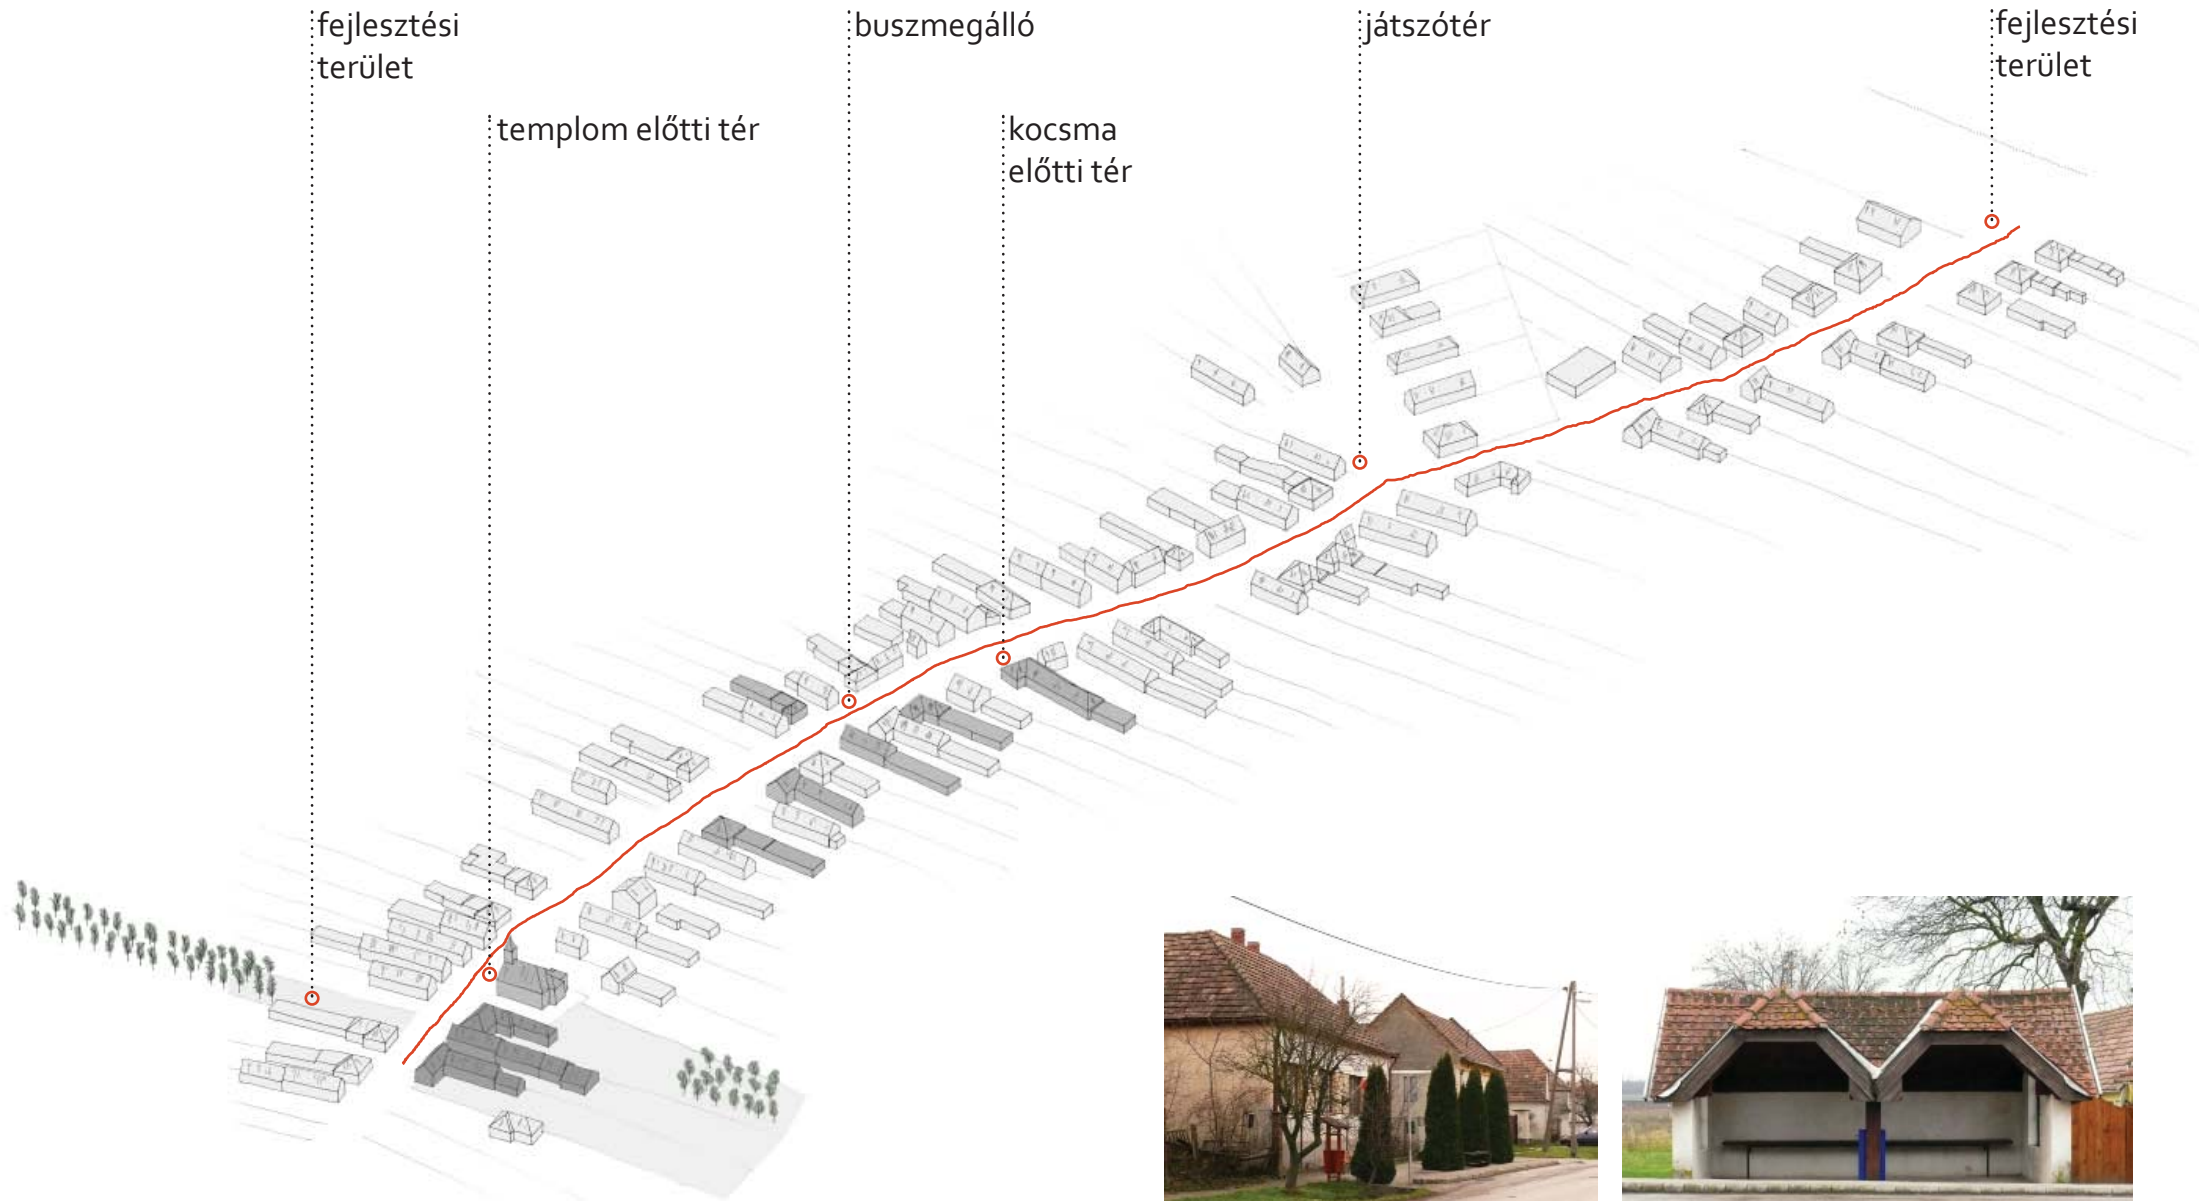 fejlesztési
terület
templom előtti tér
buszmegálló
kocsma
előtti tér
játszótér
fejlesztési
terület